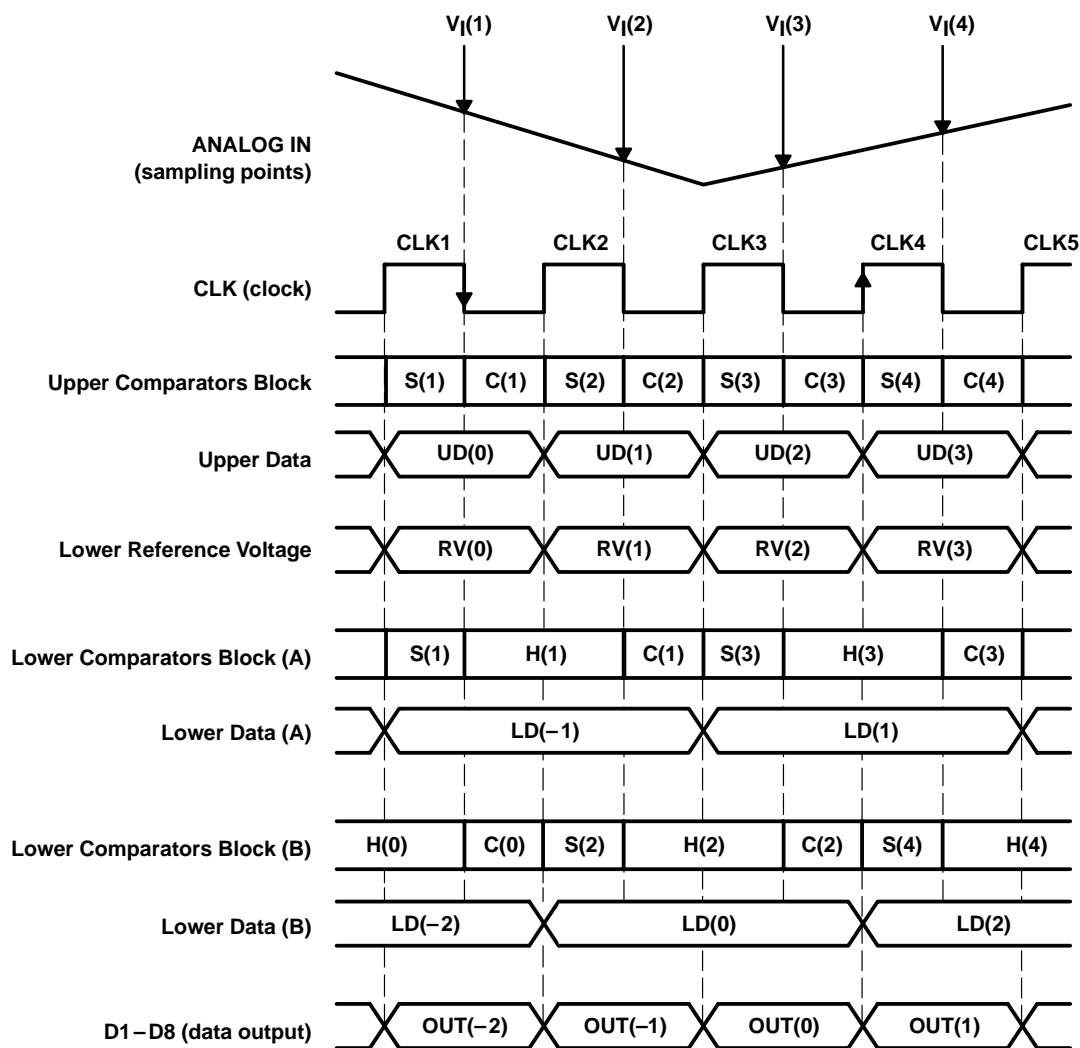 VI(1) VI(2) VI(3) VI(4)
ANALOG IN
(sampling points)
CLK1 CLK2 CLK3 CLK4 CLK5
CLK (clock)
Upper Comparators Block S(1) C(1) S(2) C(2) S(3) C(3) S(4) C(4)
Upper Data UD(0) UD(1) UD(2) UD(3)
Lower Reference Voltage RV(0) RV(1) RV(2) RV(3)
Lower Comparators Block (A) S(1) H(1) C(1) S(3) H(3) C(3)
Lower Data (A) LD(−1) LD(1)
Lower Comparators Block (B) H(0) C(0) S(2) H(2) C(2) S(4) H(4)
Lower Data (B) LD(−2) LD(0) LD(2)
D1−D8 (data output) OUT(−2) OUT(−1) OUT(0) OUT(1)